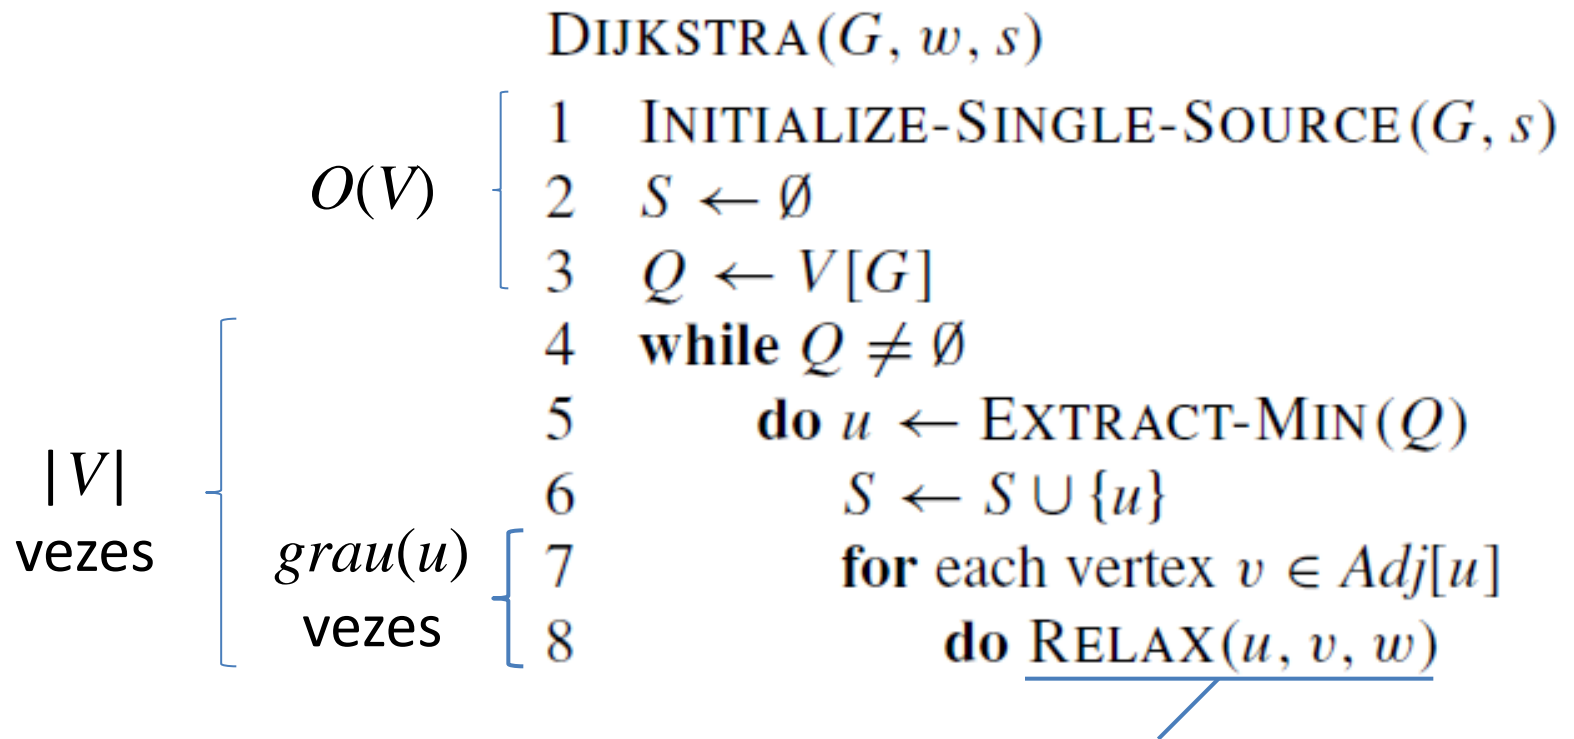 DIJKSTRA(G, w, s)
1 INITIALIZE-SINGLE-SOURCE(G, s)
O(V) 2 S ← ∅
3 Q ← V[G]
4 while Q ≠ ∅
5 do u ← EXTRACT-MIN(Q)
|V| vezes 6 S ← S ∪ {u}
grau(u) vezes 7 for each vertex v ∈ Adj[u]
8 do RELAX(u, v, w)